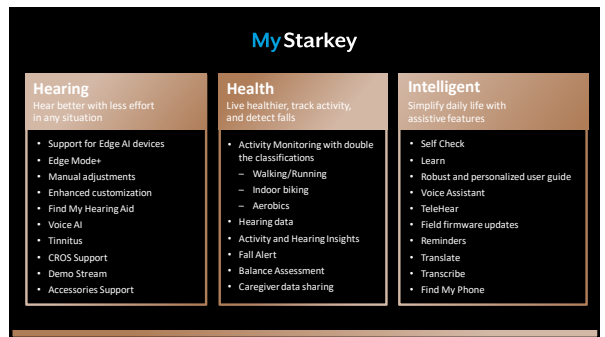 My Starkey
Hearing
Hear better with less effort
in any situation
• Support for Edge AI devices
• Edge Mode+
• Manual adjustments
• Enhanced customization
• Find My Hearing Aid
• Voice AI
• Tinnitus
• CROS Support
• Demo Stream
• Accessories Support
Health
Live healthier, track activity,
and detect falls
• Activity Monitoring with double
the classifications
– Walking/Running
– Indoor biking
– Aerobics
• Hearing data
• Activity and Hearing Insights
• Fall Alert
• Balance Assessment
• Caregiver data sharing
Intelligent
Simplify daily life with
assistive features
• Self Check
• Learn
• Robust and personalized user guide
• Voice Assistant
• TeleHear
• Field firmware updates
• Reminders
• Translate
• Transcribe
• Find My Phone